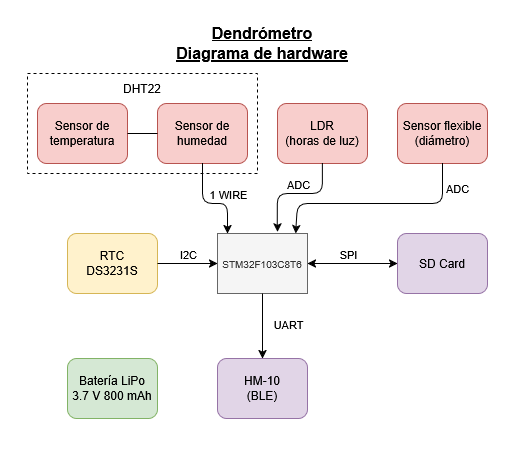 Dendrómetro
Diagrama de hardware
DHT22
Sensor de
temperatura
Sensor de
humedad
LDR
(horas de luz)
Sensor flexible
(diámetro)
1 WIRE
ADC
ADC
RTC
DS3231S
I2C
STM32F103C8T6
SPI
SD Card
UART
Batería LiPo
3.7 V 800 mAh
HM-10
(BLE)